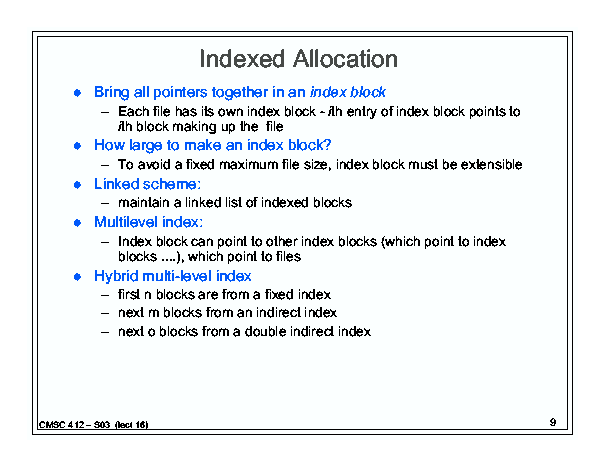 Indexed Allocation
● Bring all pointers together in an index block
– Each file has its own index block - ith entry of index block points to
ith block making up the file
● How large to make an index block?
– To avoid a fixed maximum file size, index block must be extensible
● Linked scheme:
– maintain a linked list of indexed blocks
● Multilevel index:
– Index block can point to other index blocks (which point to index
blocks ....), which point to files
● Hybrid multi-level index
– first n blocks are from a fixed index
– next m blocks from an indirect index
– next o blocks from a double indirect index
CMSC 412 – S03 (lect 16)
9